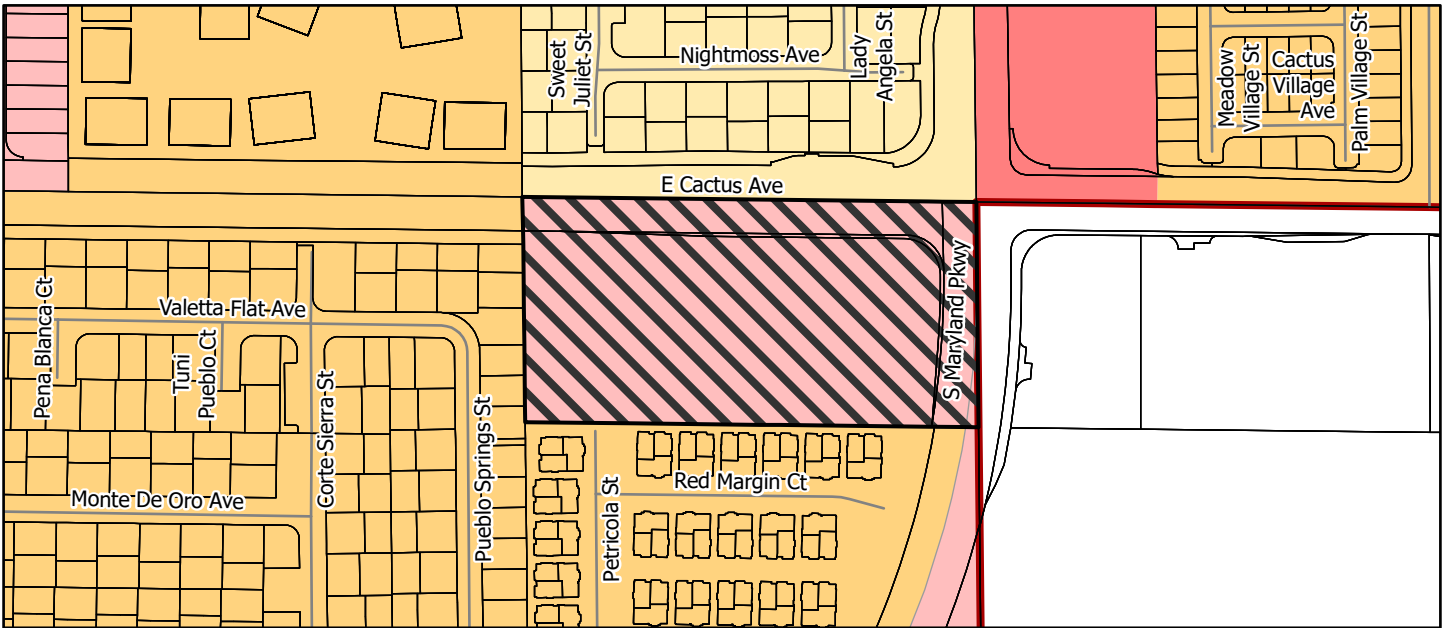 Sweet
Juliet St
Nightmoss Ave
Lady
Angela St
Meadow
Village St
Cactus
Village
Ave
Palm Village St
E Cactus Ave
S Maryland Pkwy
Pena Blanca Ct
Valetta Flat Ave
Tuni
Pueblo Ct
Corte Sierra St
Pueblo Springs St
Monte De Oro Ave
Petricola St
Red Margin Ct